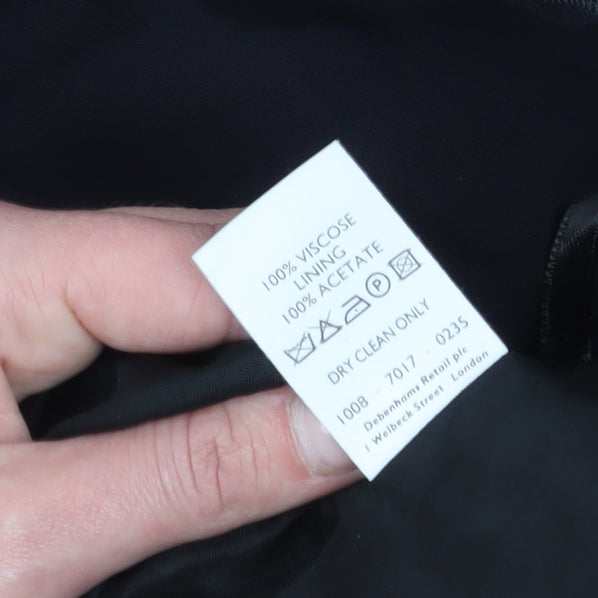 100% VISCOSE
LINING
100% ACETATE
P
DRY CLEAN ONLY
1008 - 7017 - 0235
Debenhams Retail plc
1 Welbeck Street London